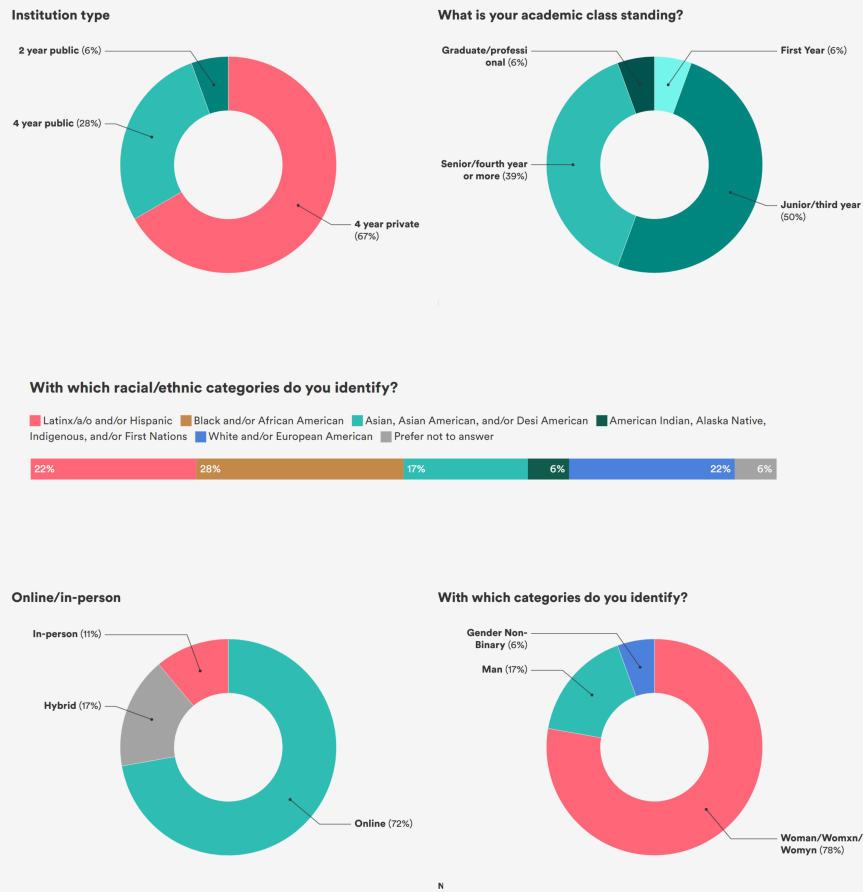 Institution type
2 year public (6%)
4 year public (28%)
4 year private
(67%)
What is your academic class standing?
Graduate/professi
onal (6%)
First Year (6%)
Senior/fourth year
or more (39%)
Junior/third year
(50%)
With which racial/ethnic categories do you identify?
Latinx/a/o and/or Hispanic Black and/or African American Asian, Asian American, and/or Desi American American Indian, Alaska Native,
Indigenous, and/or First Nations White and/or European American Prefer not to answer
22% 28% 17% 6% 22% 6%
Online/in-person
In-person (11%)
Hybrid (17%)
Online (72%)
With which categories do you identify?
Gender Non-
Binary (6%)
Man (17%)
Woman/Womxn/
Womyn (78%)
N